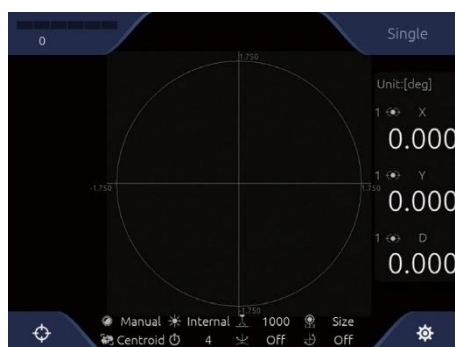 0
Single
1.750
Unit:[deg]
1 X
0.000
-1.750
1.750
1 Y
0.000
1 D
0.000
-1.750
Manual Internal 1000 Size
Centroid 4 Off Off